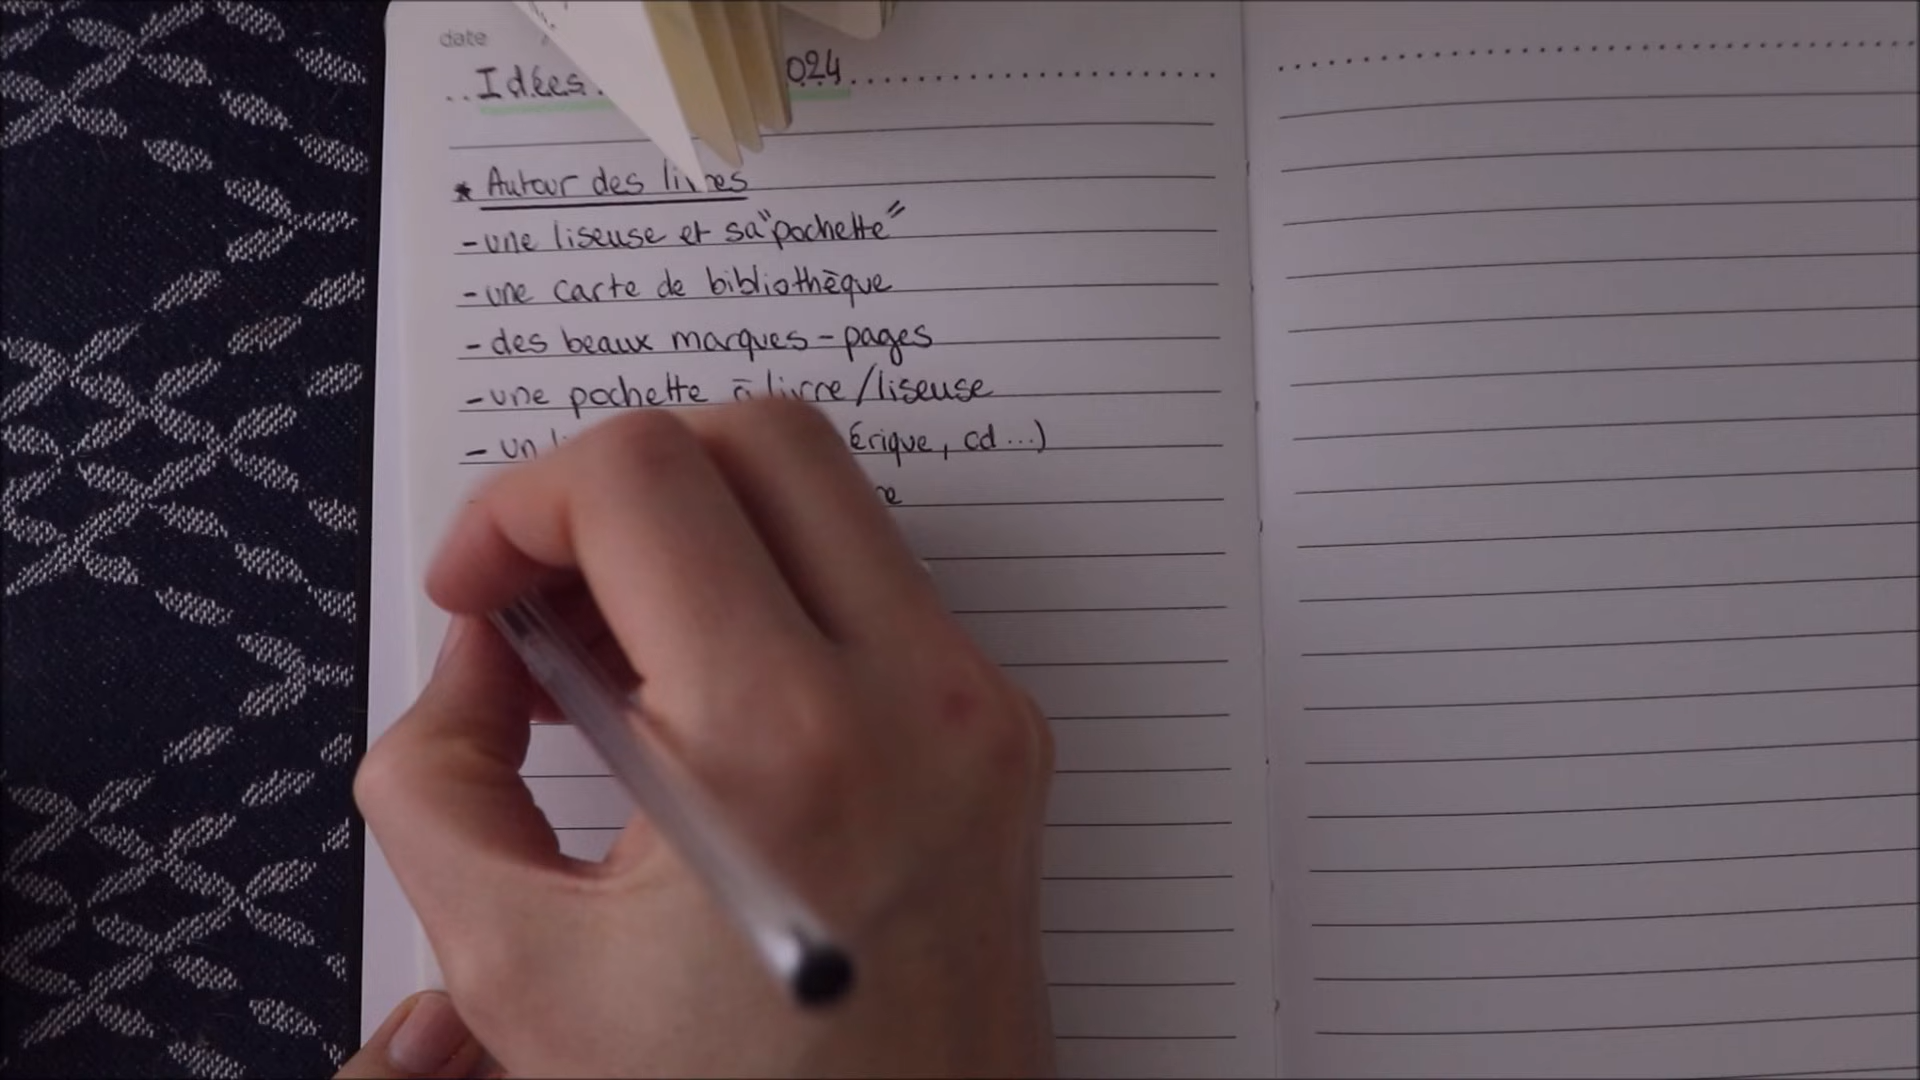 date
Idées 024
* Autour des livres
- une liseuse et sa "pochette"
- une carte de bibliothèque
- des beaux marques-pages
- une pochette à livre/liseuse
- un érique, cd...)